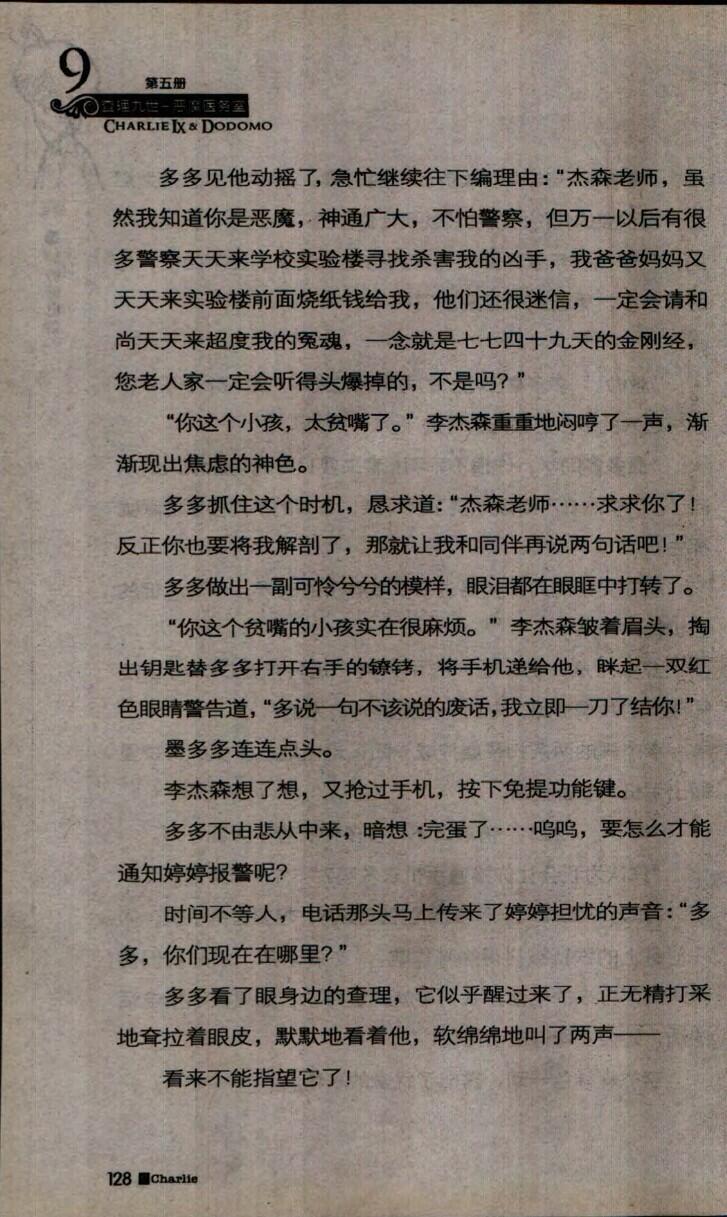 9
第五册
查理九世-恶魔医务室
CHARLIE IX & DODOMO
多多见他动摇了，急忙继续往下编理由：“杰森老师，虽
然我知道你是恶魔，神通广大，不怕警察，但万一以后有很
多警察天天来学校实验楼寻找杀害我的凶手，我爸爸妈妈又
天天来实验楼前面烧纸钱给我，他们还很迷信，一定会请和
尚天天来超度我的冤魂，一念就是七七四十九天的金刚经，
您老人家一定会听得头爆掉的，不是吗？”
“你这个小孩，太贫嘴了。”李杰森重重地闷哼了一声，渐
渐现出焦虑的神色。
多多抓住这个时机，恳求道：“杰森老师……求求你了！
反正你也要将我解剖了，那就让我和同伴再说两句话吧！”
多多做出一副可怜兮兮的模样，眼泪都在眼眶中打转了。
“你这个贫嘴的小孩实在很麻烦。”李杰森皱着眉头，掏
出钥匙替多多打开右手的镣铐，将手机递给他，眯起一双红
色眼睛警告道，“多说一句不该说的废话，我立即一刀了结你！”
墨多多连连点头。
李杰森想了想，又抢过手机，按下免提功能键。
多多不由悲从中来，暗想：完蛋了……呜呜，要怎么才能
通知婷婷报警呢？
时间不等人，电话那头马上传来了婷婷担忧的声音：“多
多，你们现在在哪里？”
多多看了眼身边的查理，它似乎醒过来了，正无精打采
地耷拉着眼皮，默默地看着他，软绵绵地叫了两声——
看来不能指望它了！
128 Charlie